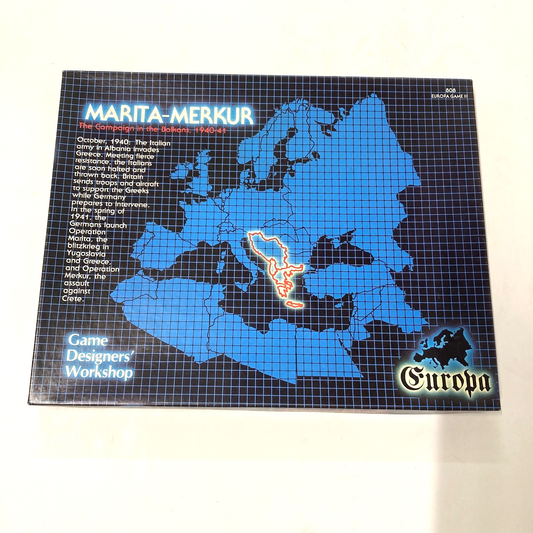 808
EUROPA GAME III
MARITA-MERKUR
The Campaign in the Balkans, 1940-41
October, 1940: The Italian
army in Albania invades
Greece. Meeting fierce
resistance, the Italians
are soon halted and
thrown back. Britain
sends troops and aircraft
to support the Greeks
while Germany
prepares to intervene.
In the spring of
1941, the
Germans launch
Operation
Marita, the
blitzkrieg in
Yugoslavia
and Greece,
and Operation
Merkur, the
assault
against
Crete.
Game
Designers'
Workshop
Europa